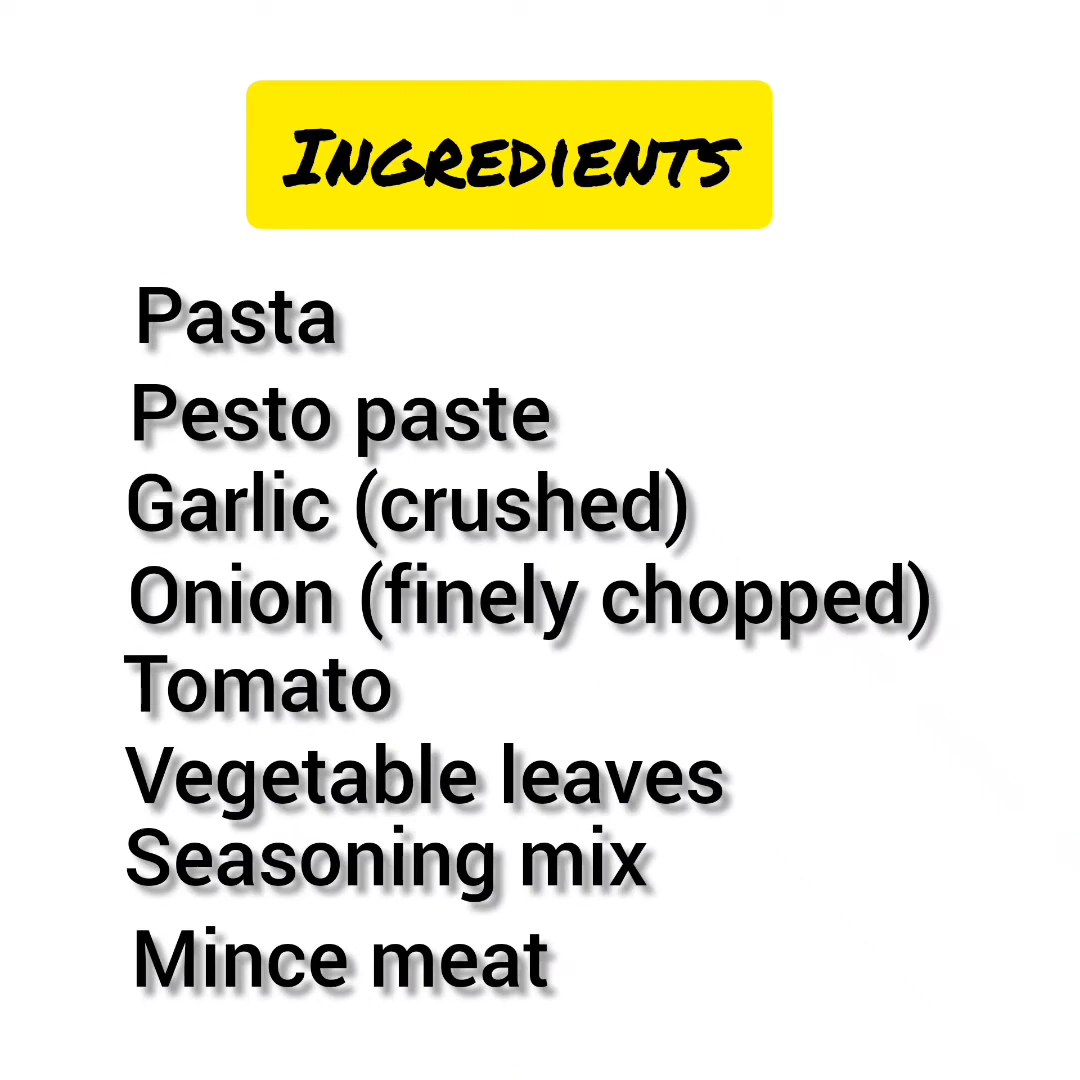 INGREDIENTS
Pasta
Pesto paste
Garlic (crushed)
Onion (finely chopped)
Tomato
Vegetable leaves
Seasoning mix
Mince meat